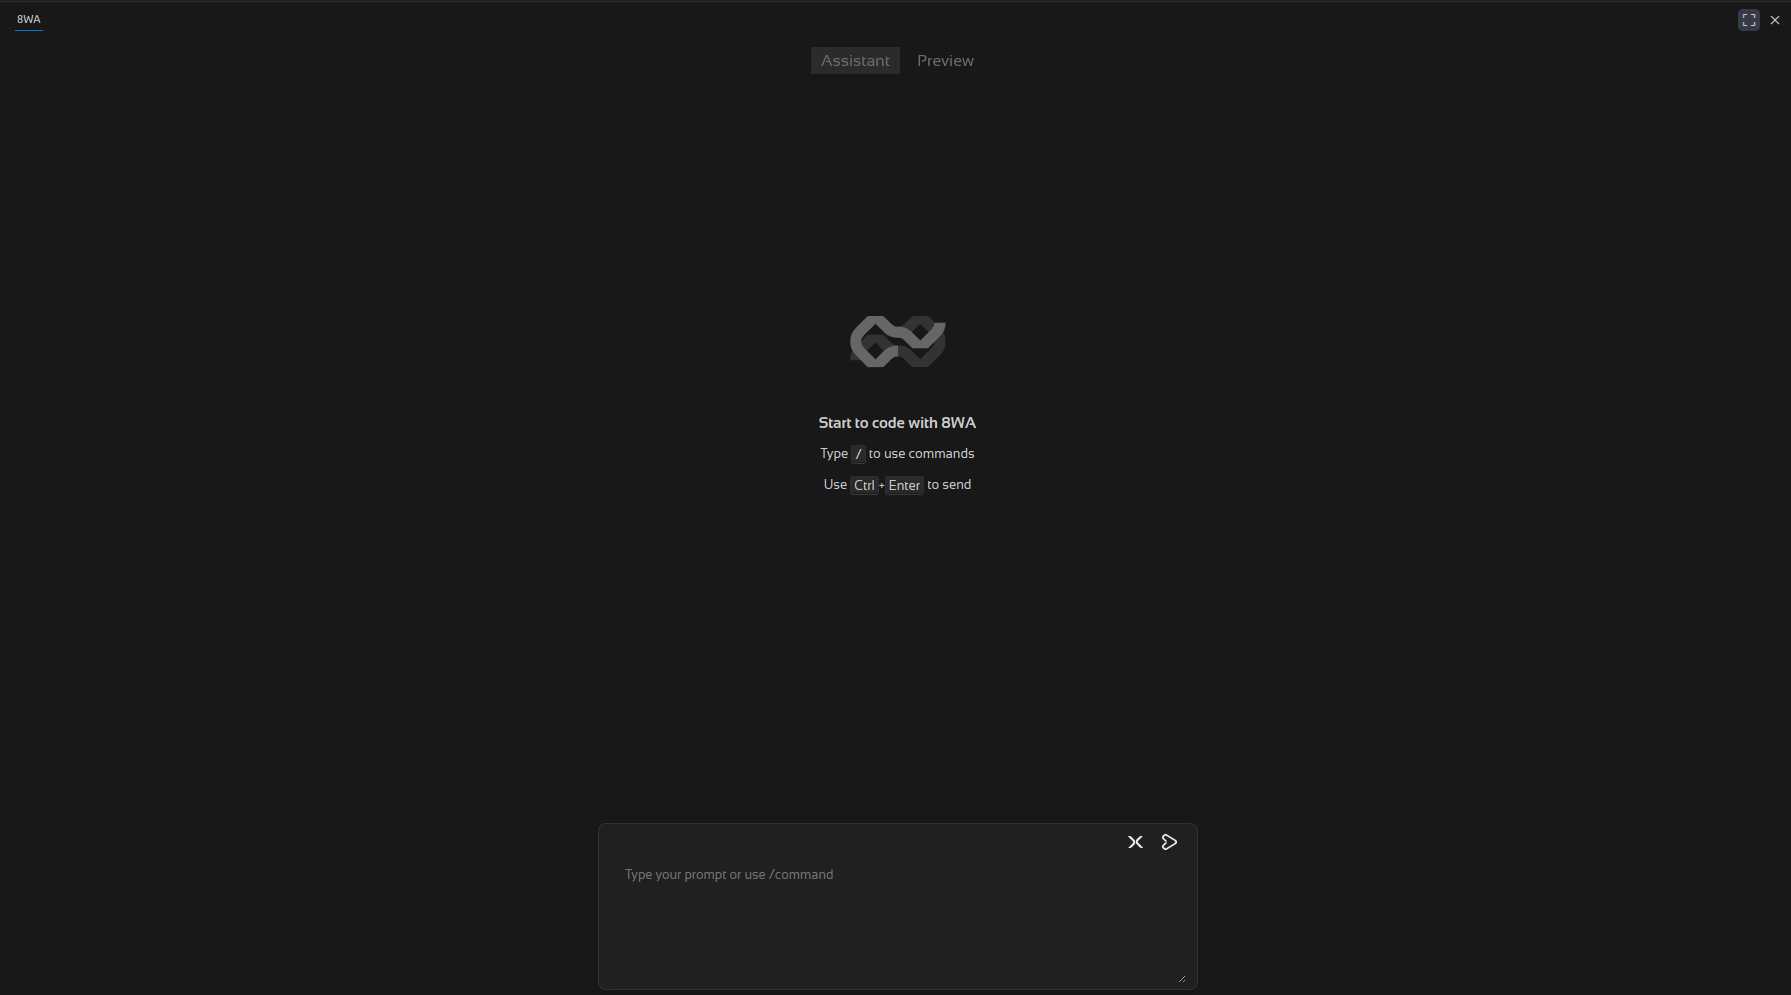 8WA
Assistant Preview
Start to code with 8WA
Type / to use commands
Use Ctrl+Enter to send
Type your prompt or use /command